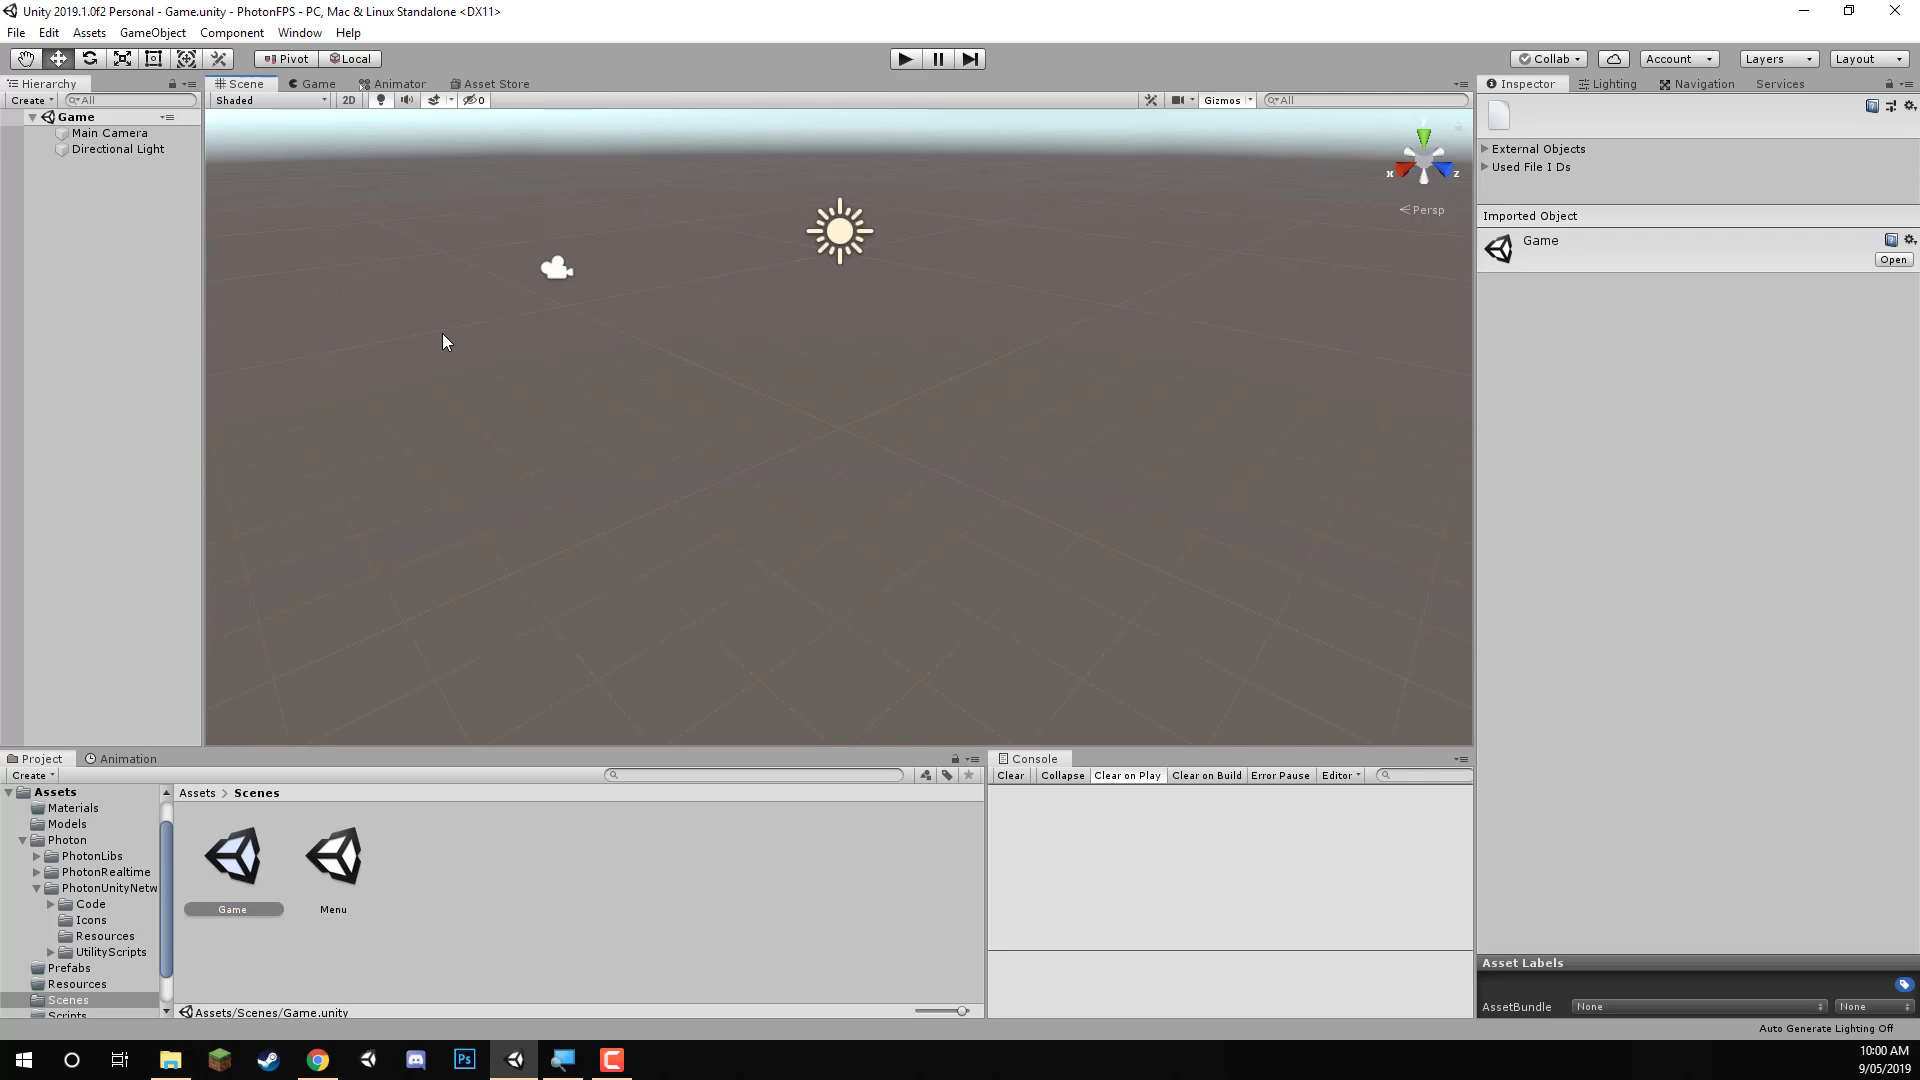 Unity 2019.1.0f2 Personal - Game.unity - PhotonFPS - PC, Mac & Linux Standalone <DX11>
File Edit Assets GameObject Component Window Help
Pivot Local Collab Account Layers Layout
Hierarchy Scene Game Animator Asset Store Inspector Lighting Navigation Services
Create All Shaded 2D 0 Gizmos All
Game
Main Camera
Directional Light
y
x z
Persp
External Objects
Used File I Ds
Imported Object
Game
Open
Project Animation Console
Create Clear Collapse Clear on Play Clear on Build Error Pause Editor
Assets Assets > Scenes
Materials
Models
Photon
PhotonLibs
PhotonRealtime
PhotonUnityNetw
Code
Icons
Resources
UtilityScripts
Prefabs
Resources
Scenes
Scripts
Game Menu
Assets/Scenes/Game.unity
Asset Labels
AssetBundle None None
Auto Generate Lighting Off
Ps
10:00 AM
9/05/2019